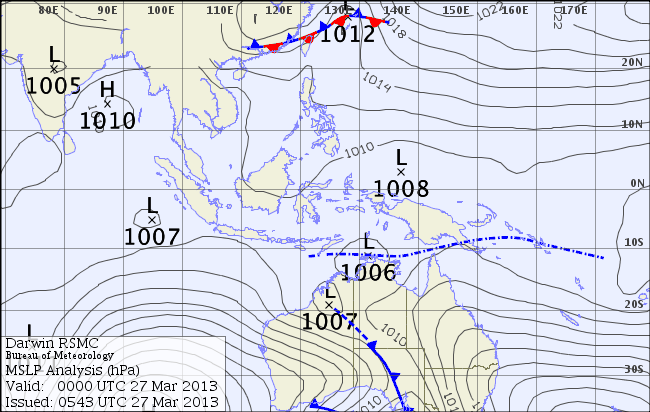 80E 90E 100E 110E 120E 130E 140E 150E 160E 170E
L
1012
1018
1022
1022
L
1005
20N
1014
H
1010
10N
1010
L
1008
0N
L
1007
10S
L
1006
L
1007
20S
1010
L
30S
1010
Darwin RSMC
Bureau of Meteorology
MSLP Analysis (hPa)
Valid: 0000 UTC 27 Mar 2013
Issued: 0543 UTC 27 Mar 2013